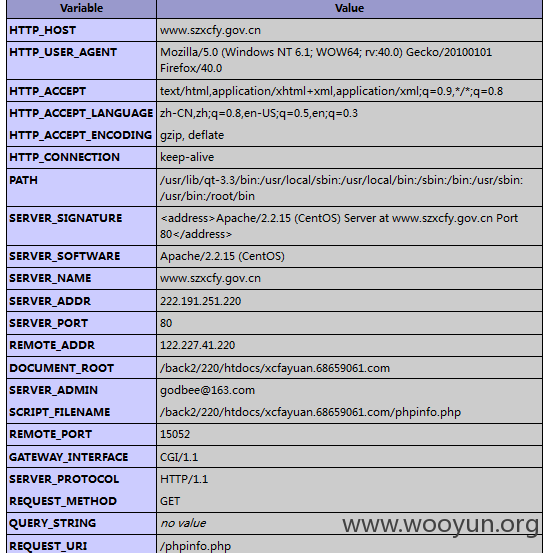 Variable Value
HTTP_HOST www.szxcfy.gov.cn
HTTP_USER_AGENT Mozilla/5.0 (Windows NT 6.1; WOW64; rv:40.0) Gecko/20100101
Firefox/40.0
HTTP_ACCEPT text/html,application/xhtml+xml,application/xml;q=0.9,*/*;q=0.8
HTTP_ACCEPT_LANGUAGE zh-CN,zh;q=0.8,en-US;q=0.5,en;q=0.3
HTTP_ACCEPT_ENCODING gzip, deflate
HTTP_CONNECTION keep-alive
PATH /usr/lib/qt-3.3/bin:/usr/local/sbin:/usr/local/bin:/sbin:/bin:/usr/sbin:
/usr/bin:/root/bin
SERVER_SIGNATURE <address>Apache/2.2.15 (CentOS) Server at www.szxcfy.gov.cn Port
80</address>
SERVER_SOFTWARE Apache/2.2.15 (CentOS)
SERVER_NAME www.szxcfy.gov.cn
SERVER_ADDR 222.191.251.220
SERVER_PORT 80
REMOTE_ADDR 122.227.41.220
DOCUMENT_ROOT /back2/220/htdocs/xcfayuan.68659061.com
SERVER_ADMIN godbee@163.com
SCRIPT_FILENAME /back2/220/htdocs/xcfayuan.68659061.com/phpinfo.php
REMOTE_PORT 15052
GATEWAY_INTERFACE CGI/1.1
SERVER_PROTOCOL HTTP/1.1
REQUEST_METHOD GET
QUERY_STRING no value
REQUEST_URI /phpinfo.php
www.wooyun.org